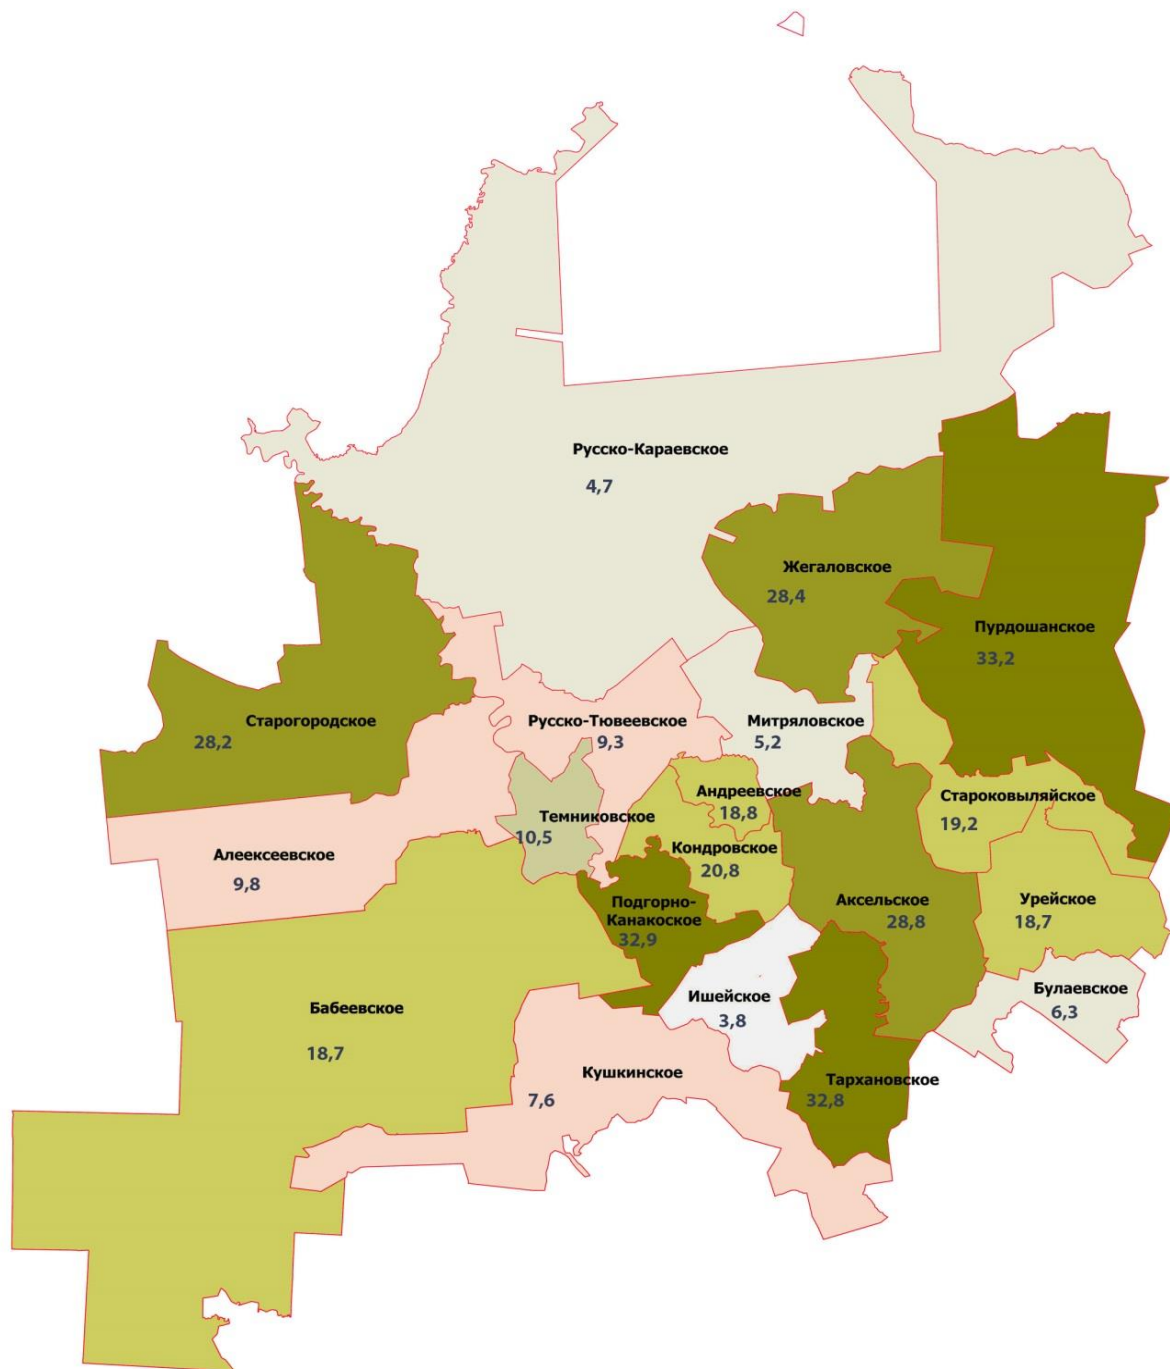 Русско-Караевское
4,7
Жегаловское
28,4
Пурдошанское
33,2
Старогородское
28,2
Русско-Тювеевское
9,3
Митряловское
5,2
Андреевское
18,8
Староковыляйское
19,2
Темниковское
10,5
Алеексеевское
9,8
Кондровское
20,8
Подгорно-
Канакоское
32,9
Аксельское
28,8
Урейское
18,7
Ишейское
3,8
Булаевское
6,3
Бабеевское
18,7
Кушкинское
7,6
Тархановское
32,8